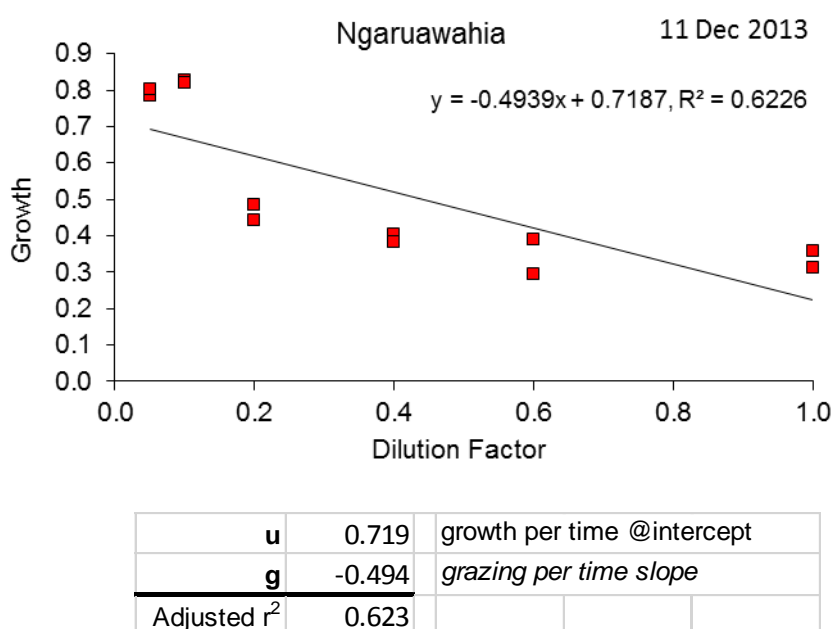 Ngaruawahia 11 Dec 2013
y = -0.4939x + 0.7187, R² = 0.6226
Growth
0.9
0.8
0.7
0.6
0.5
0.4
0.3
0.2
0.1
0.0
0.0 0.2 0.4 0.6 0.8 1.0
Dilution Factor
u 0.719 growth per time @intercept
g -0.494 grazing per time slope
Adjusted r² 0.623